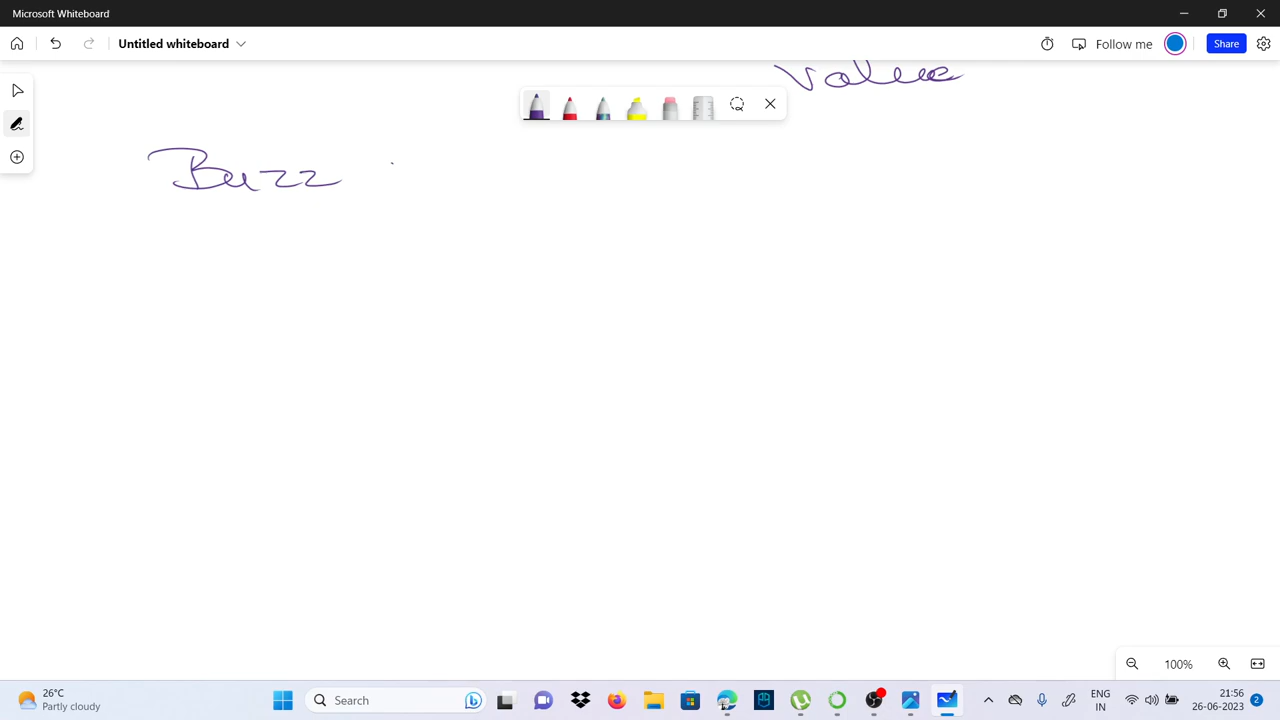 Microsoft Whiteboard
Untitled whiteboard
Follow me
Share
Value
Buzz
100%
26°C
Partly cloudy
Search
ENG
IN
21:56
26-06-2023
2